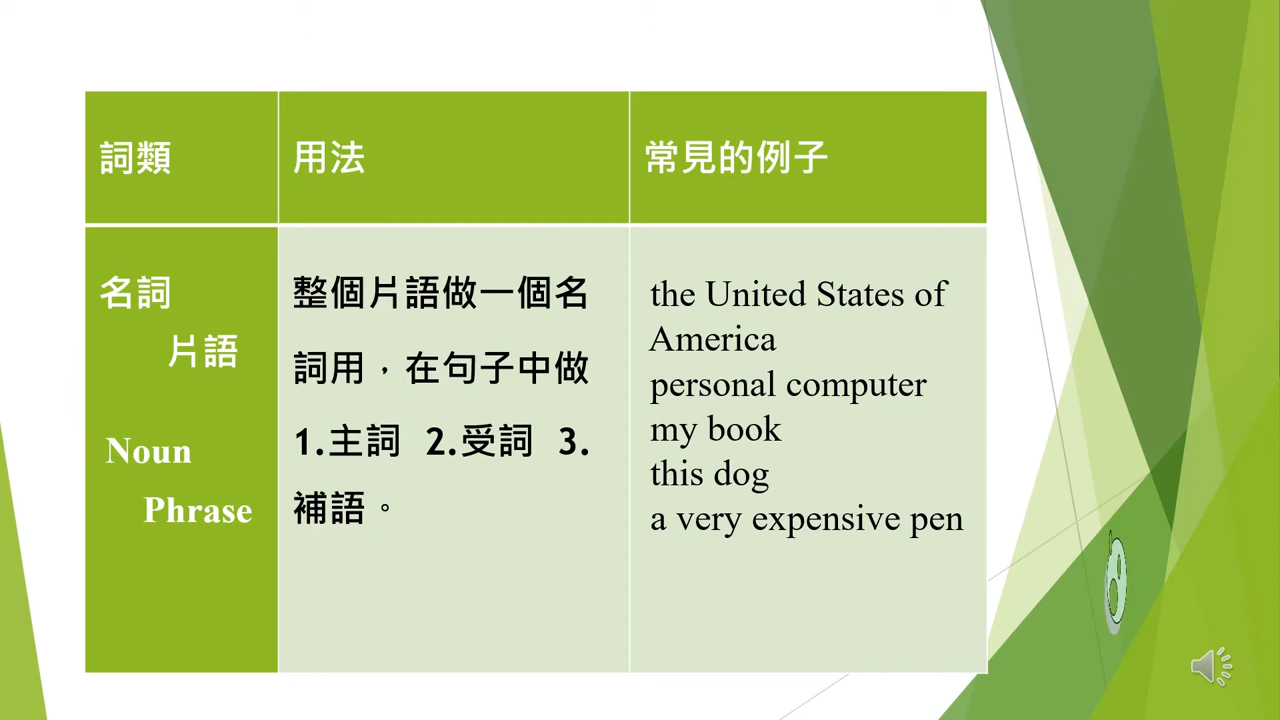 詞類
用法
常見的例子
名詞
片語
Noun
Phrase
整個片語做一個名
詞用，在句子中做
1.主詞 2.受詞 3.
補語。
the United States of
America
personal computer
my book
this dog
a very expensive pen